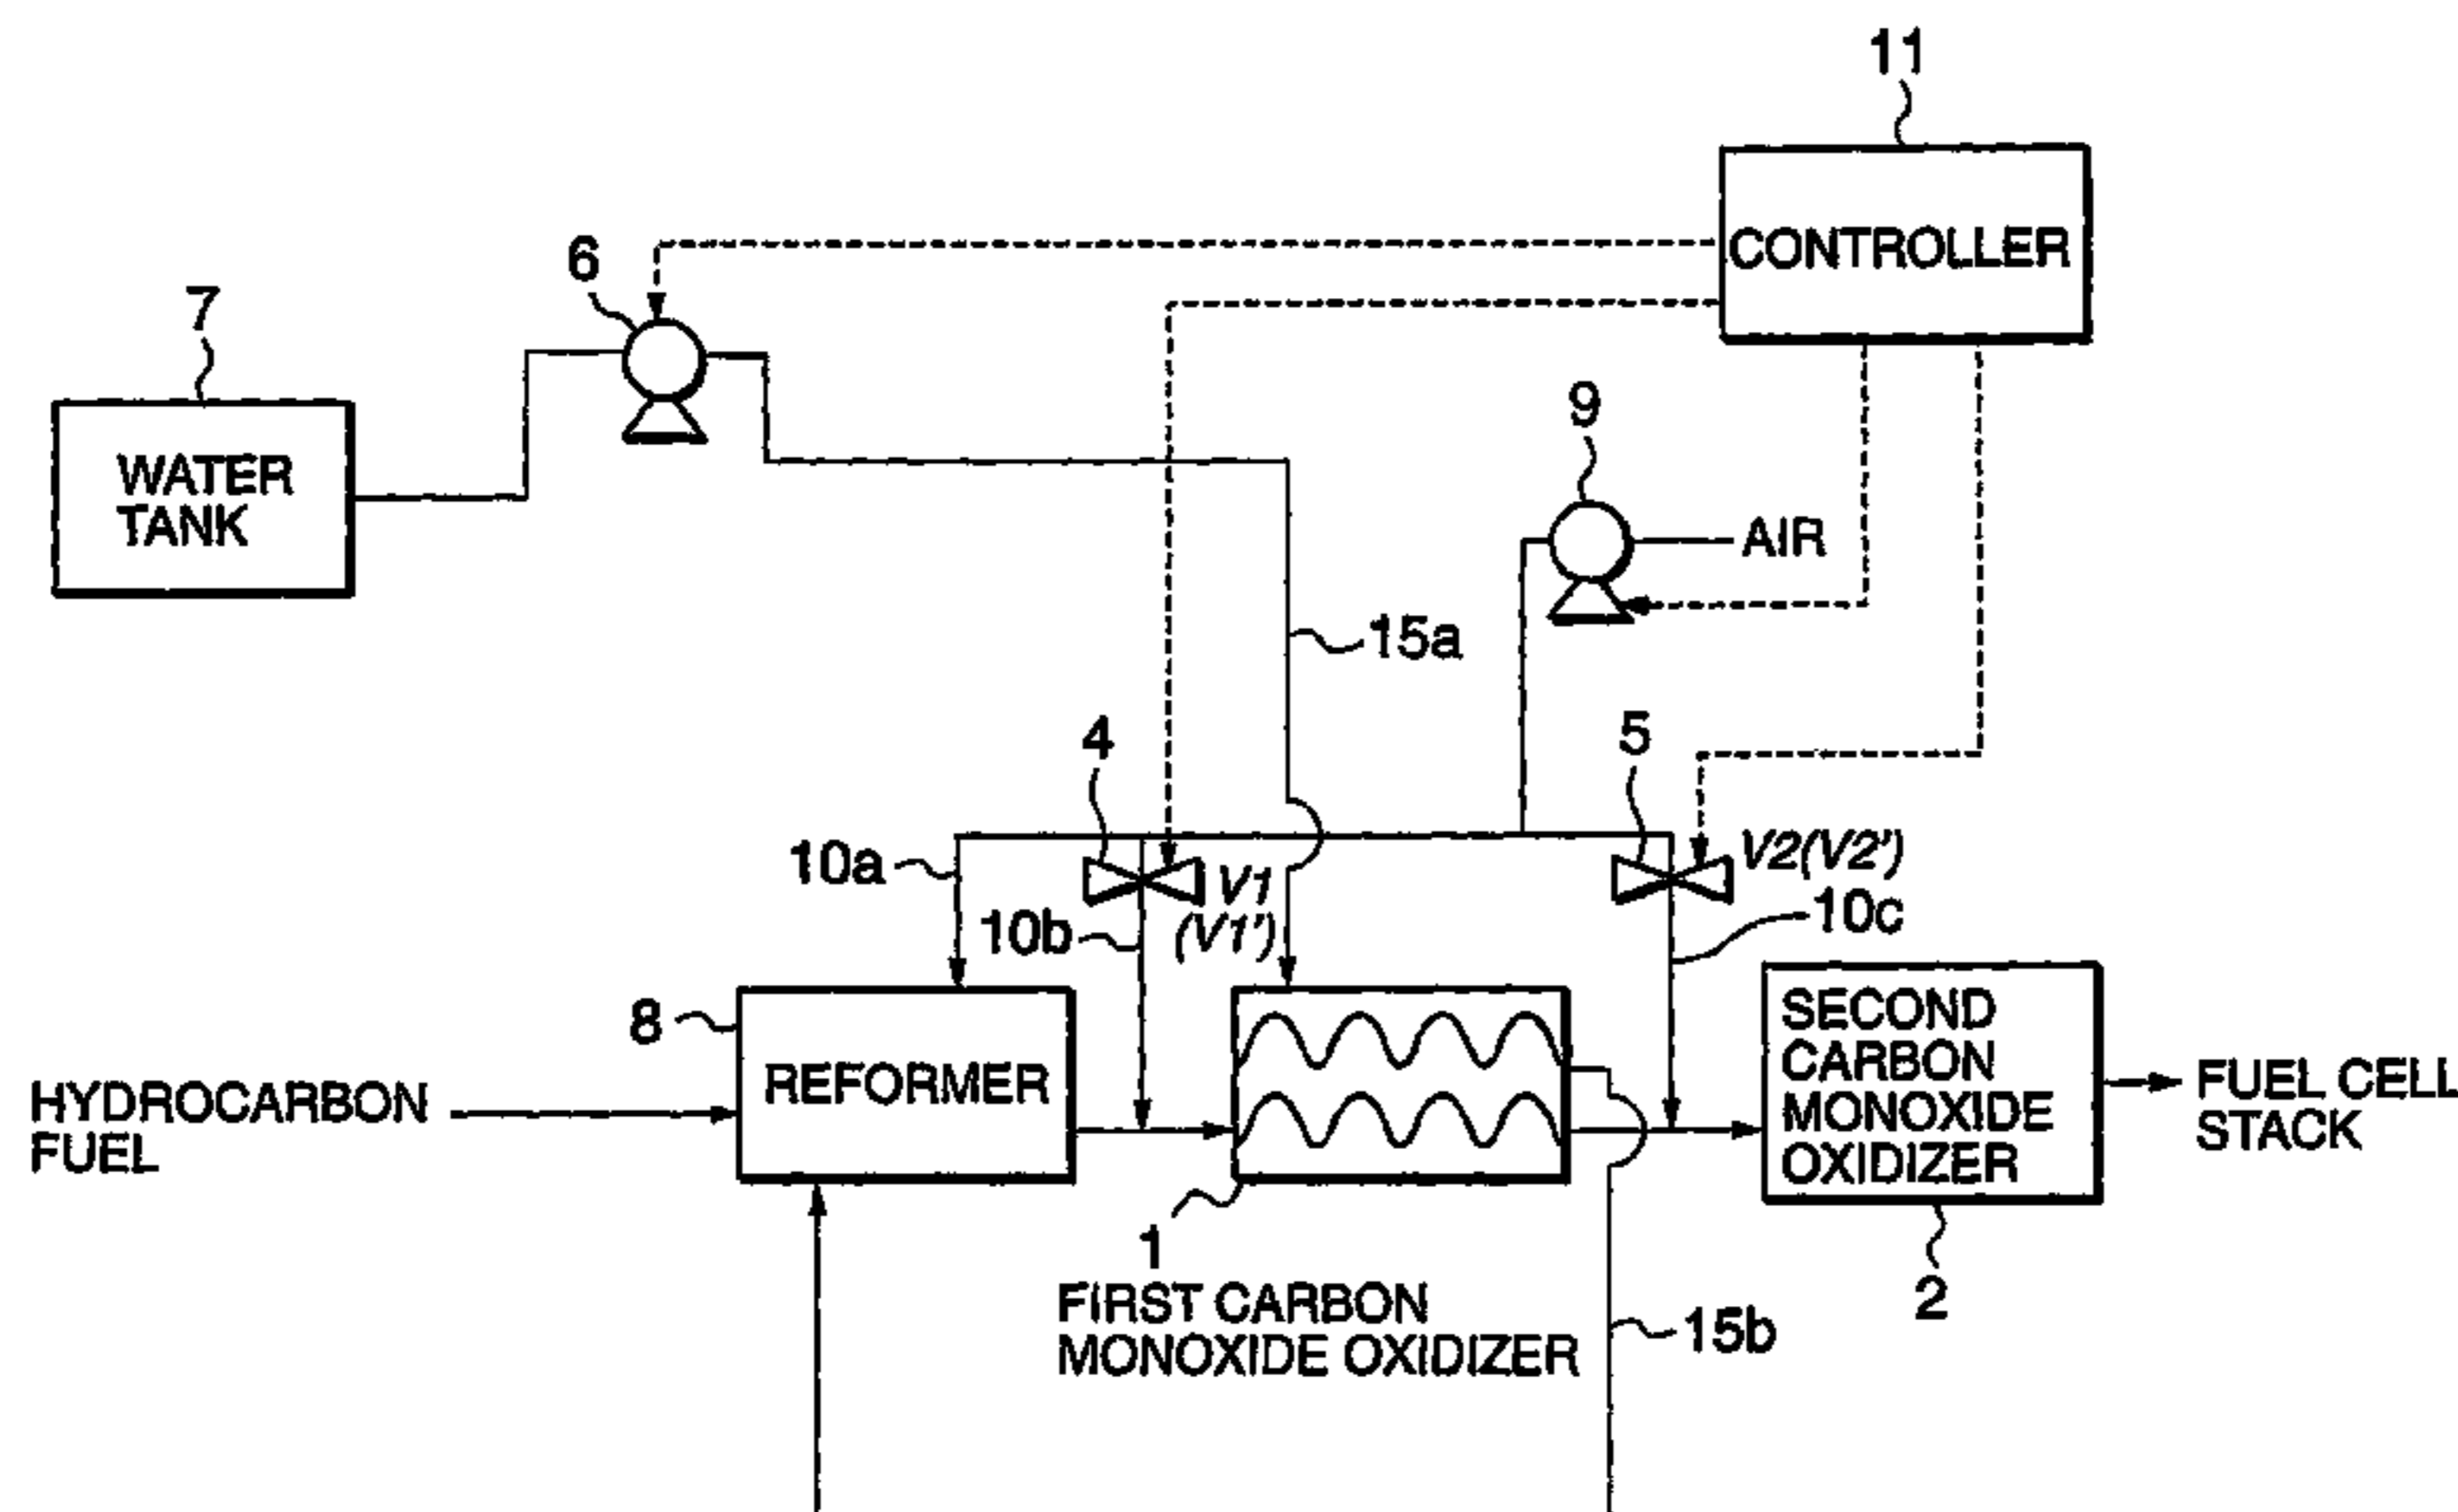 11
CONTROLLER
6
7
WATER
TANK
9
AIR
15a
4
5
10a
V1
(V1')
10b
V2(V2')
10c
8
REFORMER
HYDROCARBON
FUEL
SECOND
CARBON
MONOXIDE
OXIDIZER
FUEL CELL
STACK
1
FIRST CARBON
MONOXIDE OXIDIZER
2
15b